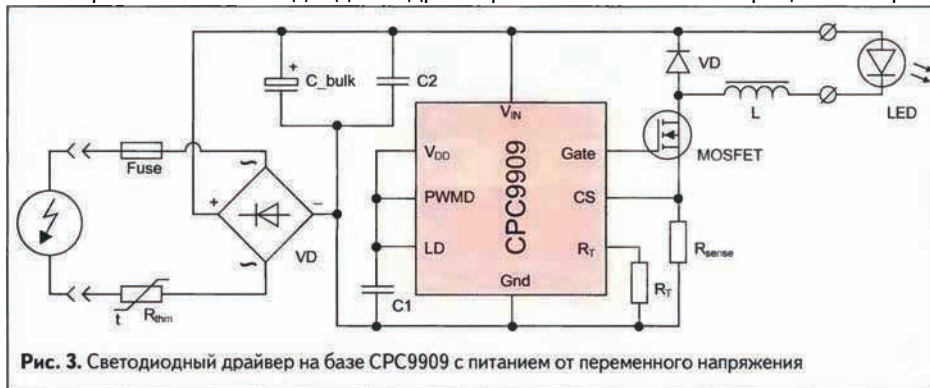 +
C_bulk
C2
VD
L
LED
V_IN
V_DD
PWMD
LD
CPC9909
Gate
CS
R_T
Gnd
MOSFET
Fuse
+
~
~
–
VD
t
R_thm
C1
R_T
R_sense
Рис. 3. Светодиодный драйвер на базе CPC9909 с питанием от переменного напряжения